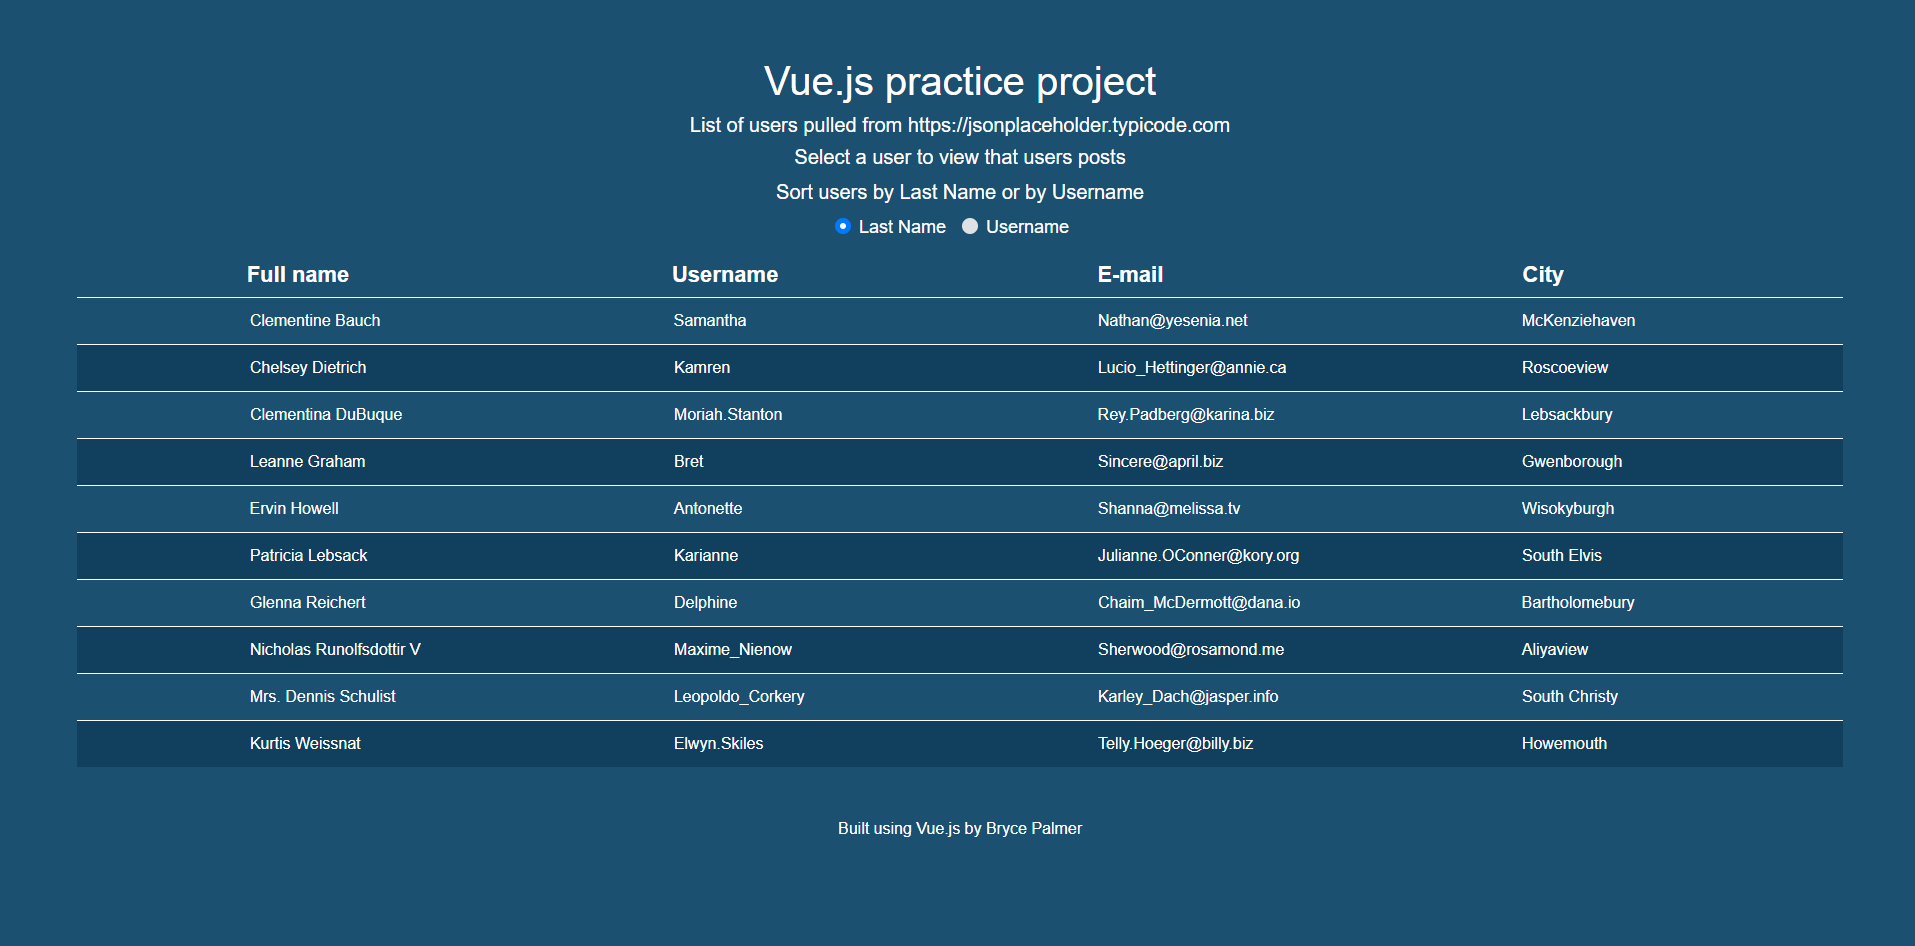 Vue.js practice project
List of users pulled from https://jsonplaceholder.typicode.com
Select a user to view that users posts
Sort users by Last Name or by Username
Last Name Username
Full name Username E-mail City
Clementine Bauch Samantha Nathan@yesenia.net McKenziehaven
Chelsey Dietrich Kamren Lucio_Hettinger@annie.ca Roscoeview
Clementina DuBuque Moriah.Stanton Rey.Padberg@karina.biz Lebsackbury
Leanne Graham Bret Sincere@april.biz Gwenborough
Ervin Howell Antonette Shanna@melissa.tv Wisokyburgh
Patricia Lebsack Karianne Julianne.OConner@kory.org South Elvis
Glenna Reichert Delphine Chaim_McDermott@dana.io Bartholomebury
Nicholas Runolfsdottir V Maxime_Nienow Sherwood@rosamond.me Aliyaview
Mrs. Dennis Schulist Leopoldo_Corkery Karley_Dach@jasper.info South Christy
Kurtis Weissnat Elwyn.Skiles Telly.Hoeger@billy.biz Howemouth
Built using Vue.js by Bryce Palmer